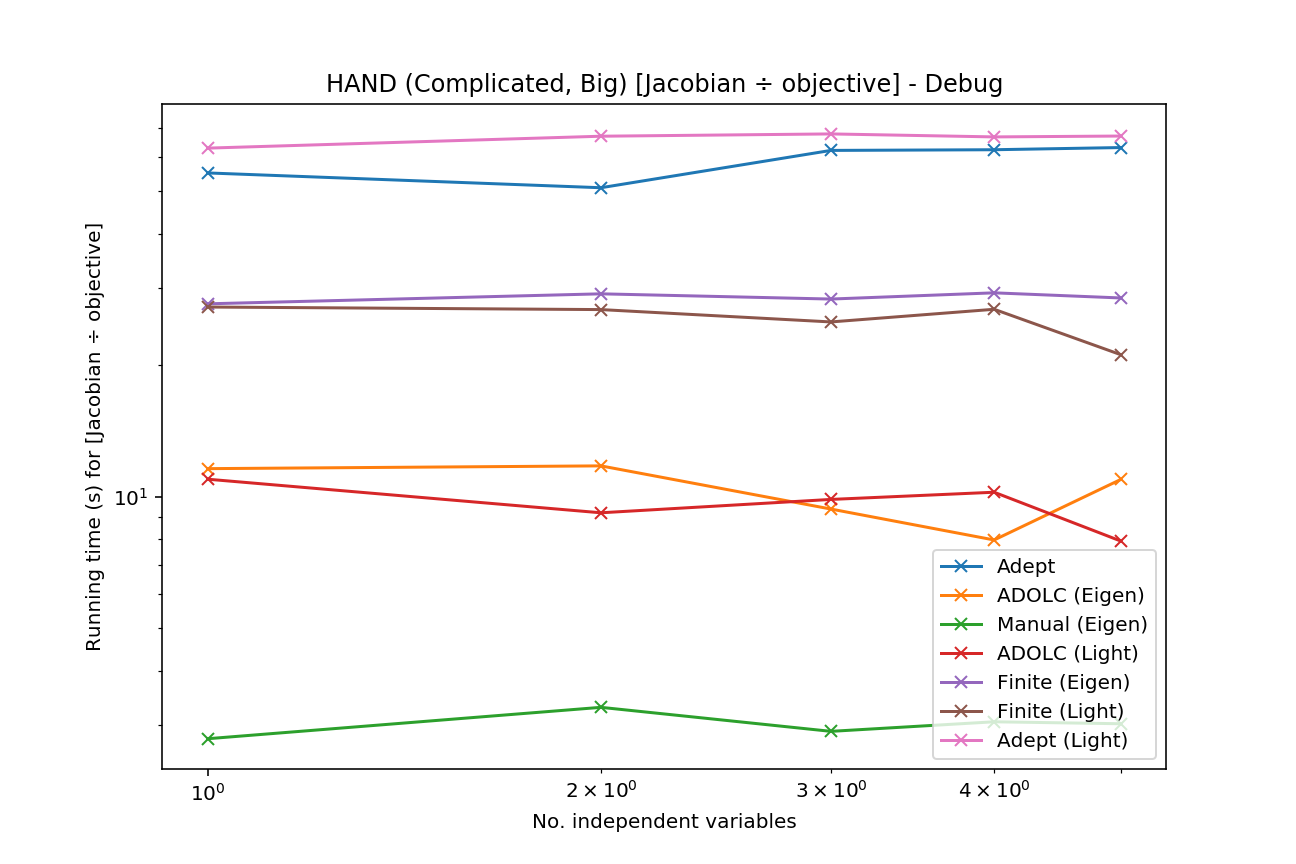 HAND (Complicated, Big) [Jacobian ÷ objective] - Debug
Running time (s) for [Jacobian ÷ objective]
10¹
Adept
ADOLC (Eigen)
Manual (Eigen)
ADOLC (Light)
Finite (Eigen)
Finite (Light)
Adept (Light)
10⁰ 2 × 10⁰ 3 × 10⁰ 4 × 10⁰
No. independent variables